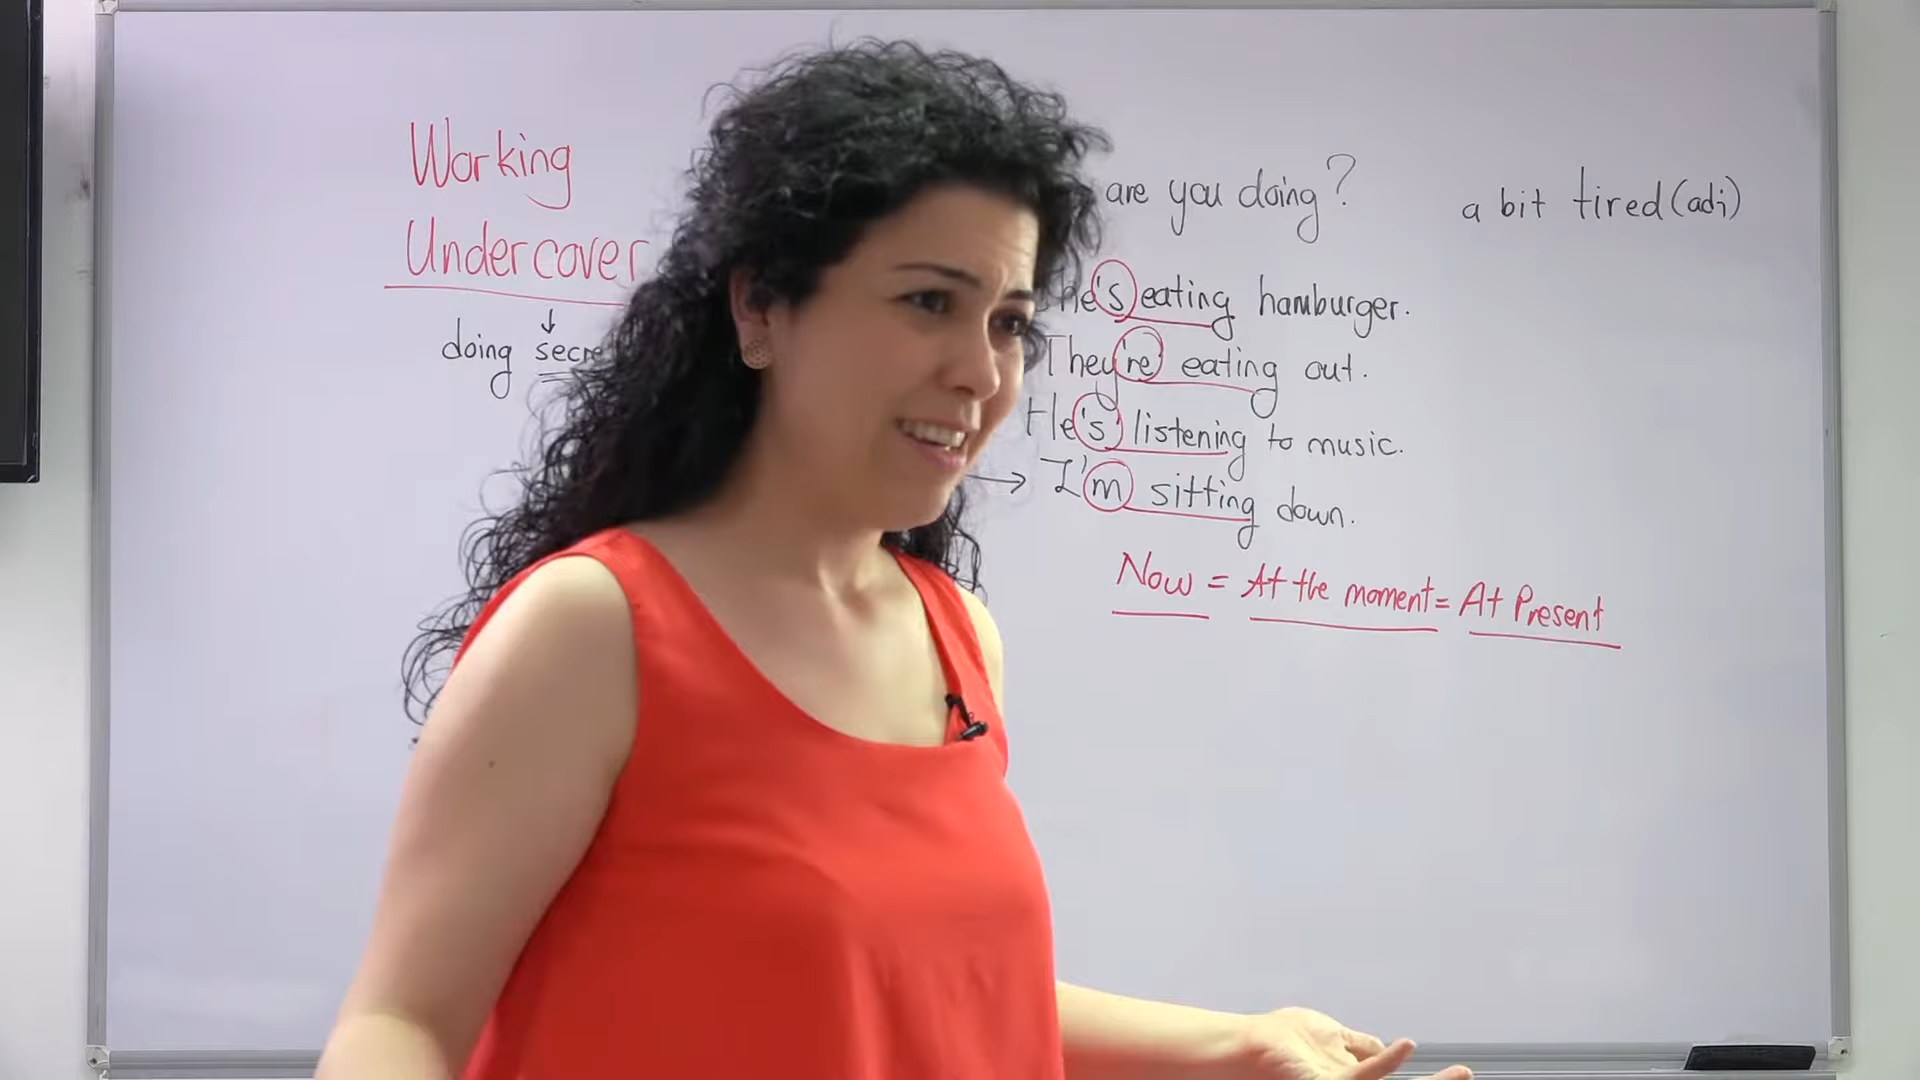 Working
Undercover
↓
doing
are you doing?
he's eating hamburger.
They're eating out.
He's listening to music.
→ I'm sitting down.
Now = At the moment = At Present
a bit tired (adj)